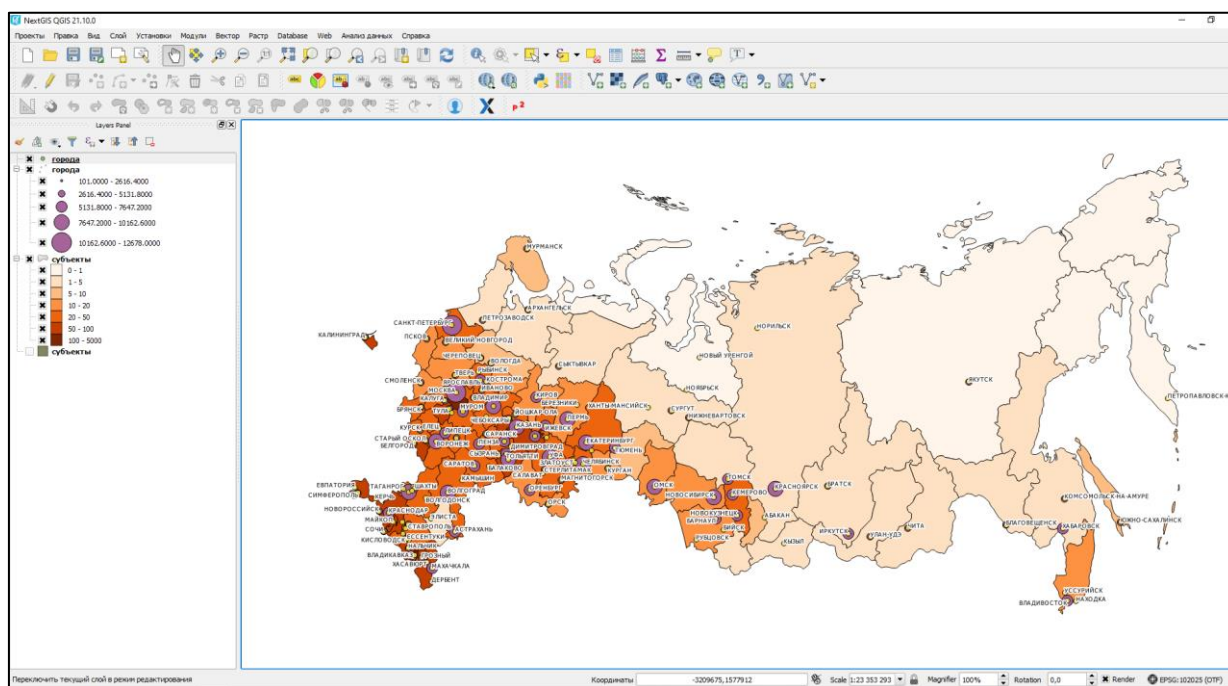 NextGIS QGIS 21.10.0
Проекты Правка Вид Слой Установки Модули Вектор Растр Database Web Анализ данных Справка
Layers Panel
города
города
101.0000 - 2616.4000
2616.4000 - 5131.8000
5131.8000 - 7647.2000
7647.2000 - 10162.6000
10162.6000 - 12678.0000
субъекты
0 - 1
1 - 5
5 - 10
10 - 20
20 - 50
50 - 100
100 - 5000
субъекты
МУРМАНСК
АРХАНГЕЛЬСК
САНКТ-ПЕТЕРБУРГ
ПЕТРОЗАВОДСК
НОРИЛЬСК
КАЛИНИНГРАД
ПСКОВ
ВЕЛИКИЙ НОВГОРОД
ЧЕРЕПОВЕЦ
ВОЛОГДА
СЫКТЫВКАР
НОВЫЙ УРЕНГОЙ
ТВЕРЬ
РЫБИНСК
ЯКУТСК
СМОЛЕНСК
ЯРОСЛАВЛЬ
КОСТРОМА
НОЯБРЬСК
МОСКВА
ИВАНОВО
КАЛУГА
ВЛАДИМИР
КИРОВ
БЕРЕЗНИКИ
ХАНТЫ-МАНСИЙСК
СУРГУТ
НИЖНЕВАРТОВСК
ПЕТРОПАВЛОВСК-К
БРЯНСК
ТУЛА
МУРОМ
ЙОШКАР-ОЛА
ПЕРМЬ
ЧЕБОКСАРЫ
КАЗАНЬ
ИЖЕВСК
КУРСК
ЕЛЕЦ
ЛИПЕЦК
САРАНСК
СТАРЫЙ ОСКОЛ
БЕЛГОРОД
ВОРОНЕЖ
ПЕНЗА
ДИМИТРОВГРАД
ЕКАТЕРИНБУРГ
ТЮМЕНЬ
СЫЗРАНЬ
ТОЛЬЯТТИ
УФА
ЗЛАТОУСТ
ЧЕЛЯБИНСК
САРАТОВ
БАЛАКОВО
СТЕРЛИТАМАК
КУРГАН
КАМЫШИН
САЛАВАТ
МАГНИТОГОРСК
ТОМСК
ЕВПАТОРИЯ
ТАГАНРОГ
ШАХТЫ
ВОЛГОГРАД
ОРЕНБУРГ
ОМСК
НОВОСИБИРСК
КЕМЕРОВО
КРАСНОЯРСК
БРАТСК
СИМФЕРОПОЛЬ
КЕРЧЬ
ВОЛГОДОНСК
ОРСК
КОМСОМОЛЬСК-НА-АМУРЕ
НОВОРОССИЙСК
КРАСНОДАР
ЭЛИСТА
НОВОКУЗНЕЦК
АБАКАН
МАЙКОП
СТАВРОПОЛЬ
АСТРАХАНЬ
БАРНАУЛ
БИЙСК
БЛАГОВЕЩЕНСК
ХАБАРОВСК
ЮЖНО-САХАЛИНСК
СОЧИ
ЕССЕНТУКИ
РУБЦОВСК
КЫЗЫЛ
ИРКУТСК
УЛАН-УДЭ
ЧИТА
КИСЛОВОДСК
НАЛЬЧИК
ВЛАДИКАВКАЗ
ГРОЗНЫЙ
ХАСАВЮРТ
МАХАЧКАЛА
ДЕРБЕНТ
УССУРИЙСК
ВЛАДИВОСТОК
НАХОДКА
Переключить текущий слой в режим редактирования Координаты -3209675,1577912 Scale 1:23 353 293 Magnifier 100% Rotation 0,0 Render EPSG:102025 (OTF)